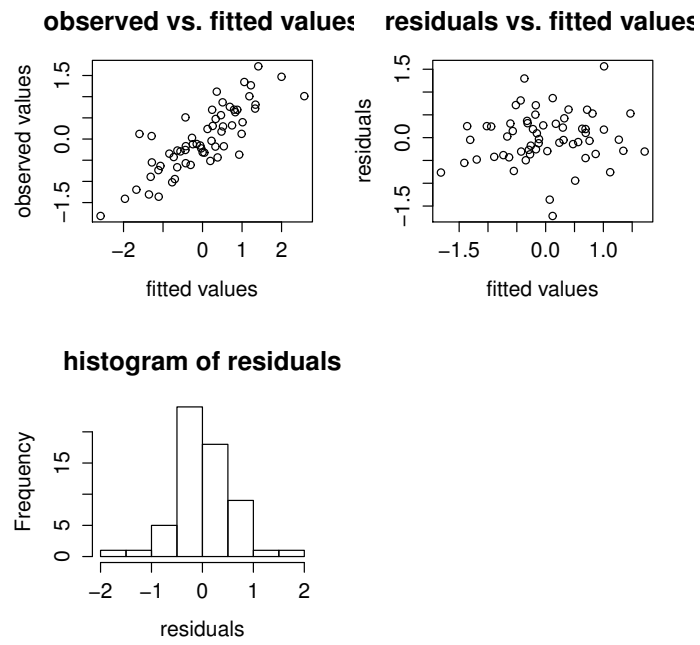 observed vs. fitted values
residuals vs. fitted values
observed values
−1.5
0.0
1.5
−2
0
1
2
fitted values
residuals
−1.5
0.0
1.5
−1.5
0.0
1.0
fitted values
histogram of residuals
Frequency
0
5
15
−2
−1
0
1
2
residuals